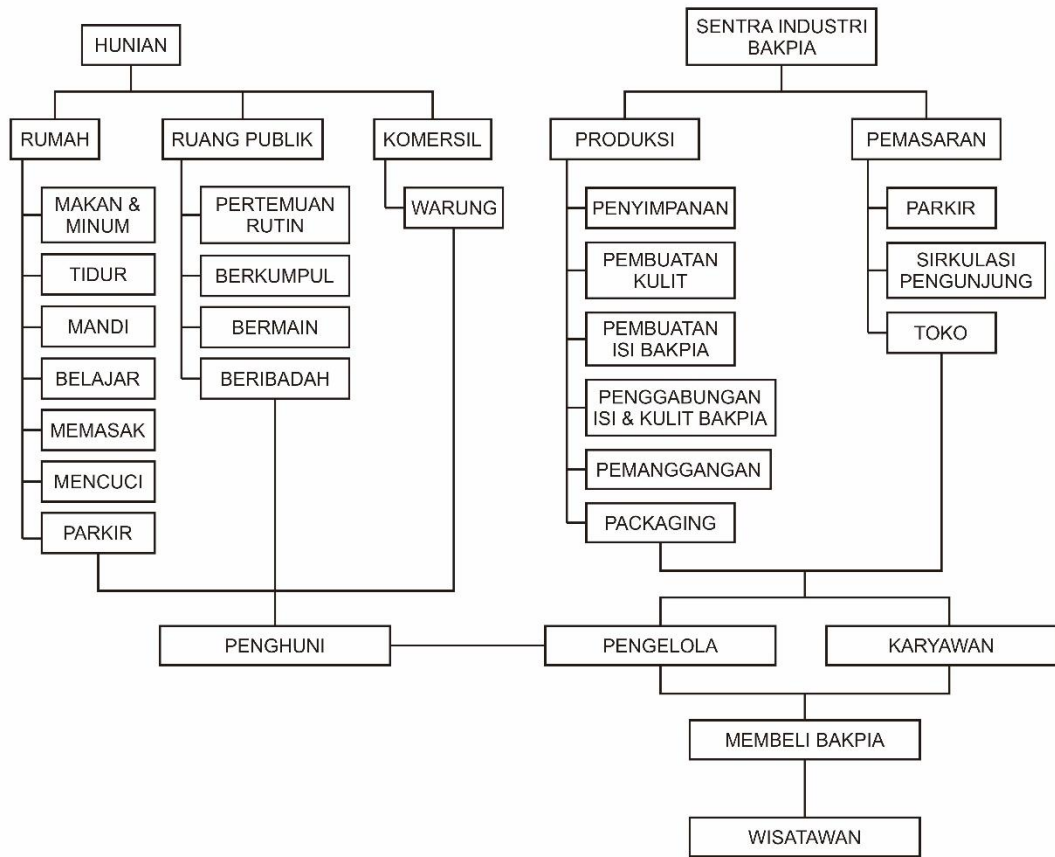 HUNIAN
RUMAH
MAKAN &
MINUM
TIDUR
MANDI
BELAJAR
MEMASAK
MENCUCI
PARKIR
RUANG PUBLIK
PERTEMUAN
RUTIN
BERKUMPUL
BERMAIN
BERIBADAH
KOMERSIL
WARUNG
SENTRA INDUSTRI
BAKPIA
PRODUKSI
PENYIMPANAN
PEMBUATAN
KULIT
PEMBUATAN
ISI BAKPIA
PENGGABUNGAN
ISI & KULIT BAKPIA
PEMANGGANGAN
PACKAGING
PEMASARAN
PARKIR
SIRKULASI
PENGUNJUNG
TOKO
PENGHUNI
PENGELOLA
KARYAWAN
MEMBELI BAKPIA
WISATAWAN